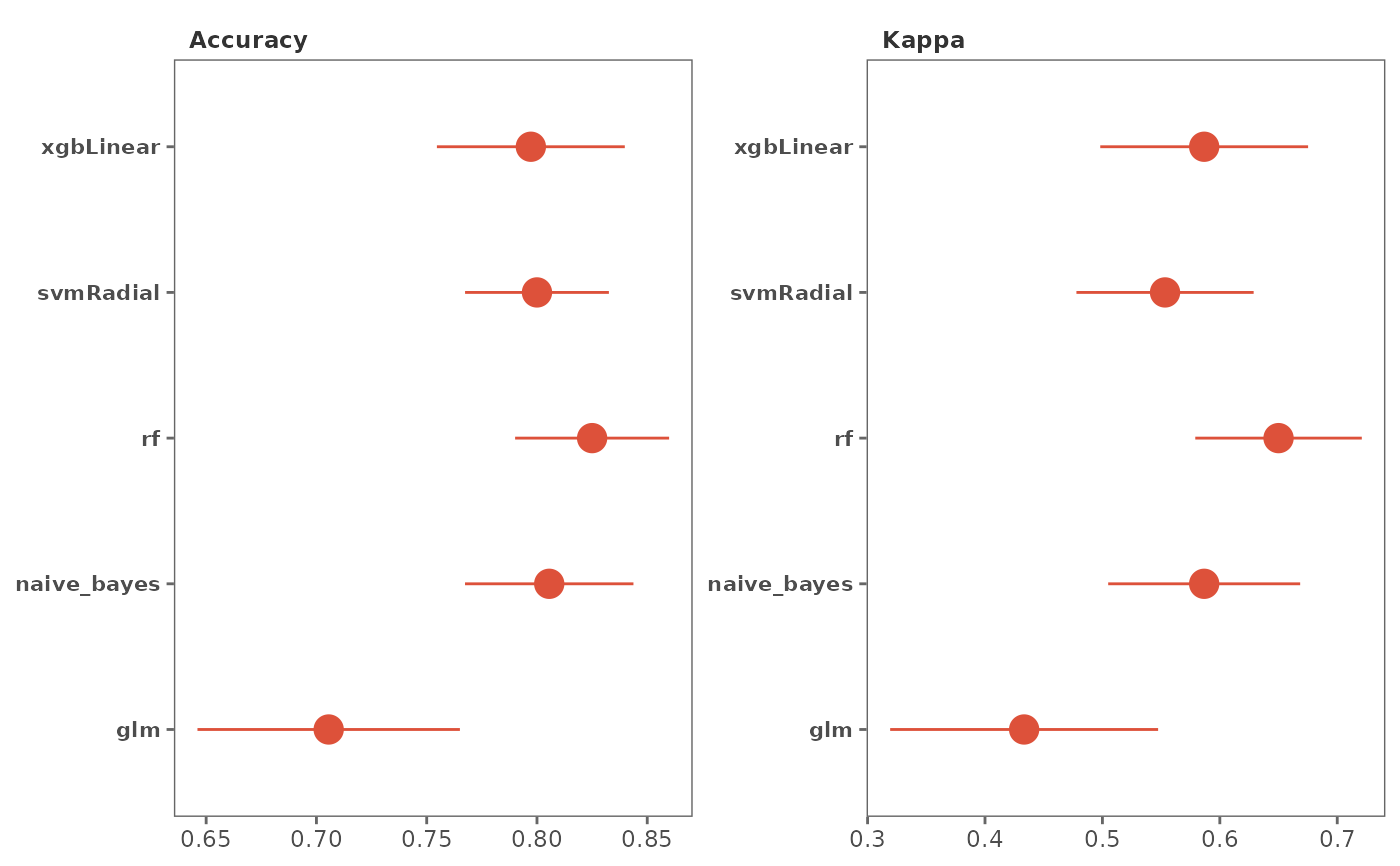 Accuracy
xgbLinear
svmRadial
rf
naive_bayes
glm
0.65 0.70 0.75 0.80 0.85
Kappa
xgbLinear
svmRadial
rf
naive_bayes
glm
0.3 0.4 0.5 0.6 0.7